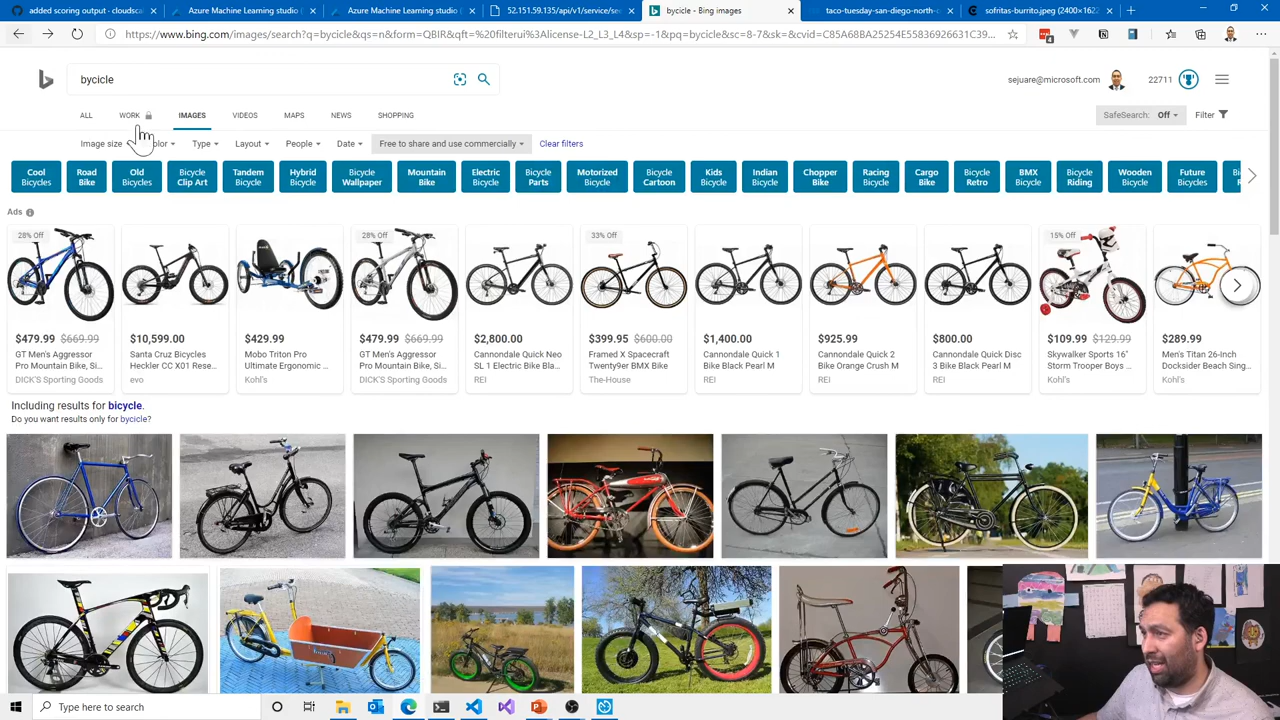 added scoring output - cloudsca
Azure Machine Learning studio (
Azure Machine Learning studio (
52.151.59.135/api/v1/service/sec
bycicle - Bing images
taco-tuesday-san-diego-north-c
sofritas-burrito.jpeg (2400×1622
https://www.bing.com/images/search?q=bycicle&qs=n&form=QBIR&qft=%20filterui%3Alicense-L2_L3_L4&sp=-1&pq=bycicle&sc=8-7&sk=&cvid=C85A68BA25254E55836926631C39...
bycicle
sejuare@microsoft.com
22711
ALL WORK IMAGES VIDEOS MAPS NEWS SHOPPING
SafeSearch: Off
Filter
Image size
olor
Type
Layout
People
Date
Free to share and use commercially
Clear filters
Cool
Bicycles
Road
Bike
Old
Bicycles
Bicycle
Clip Art
Tandem
Bicycle
Hybrid
Bicycle
Bicycle
Wallpaper
Mountain
Bike
Electric
Bicycle
Bicycle
Parts
Motorized
Bicycle
Bicycle
Cartoon
Kids
Bicycle
Indian
Bicycle
Chopper
Bike
Racing
Bicycle
Cargo
Bike
Bicycle
Retro
BMX
Bicycle
Bicycle
Riding
Wooden
Bicycle
Future
Bicycles
Ads
28% Off
$479.99 $669.99
GT Men's Aggressor
Pro Mountain Bike, Si...
DICK'S Sporting Goods
$10,599.00
Santa Cruz Bicycles
Heckler CC X01 Rese...
evo
$429.99
Mobo Triton Pro
Ultimate Ergonomic ...
Kohl's
28% Off
$479.99 $669.99
GT Men's Aggressor
Pro Mountain Bike, Si...
DICK'S Sporting Goods
$2,800.00
Cannondale Quick Neo
SL 1 Electric Bike Bla...
REI
33% Off
$399.95 $600.00
Framed X Spacecraft
Twenty9er BMX Bike
The-House
$1,400.00
Cannondale Quick 1
Bike Black Pearl M
REI
$925.99
Cannondale Quick 2
Bike Orange Crush M
REI
$800.00
Cannondale Quick Disc
3 Bike Black Pearl M
REI
15% Off
$109.99 $129.99
Skywalker Sports 16"
Storm Trooper Boys ...
Kohl's
$289.99
Men's Titan 26-Inch
Docksider Beach Sing...
Kohl's
Including results for bicycle.
Do you want results only for bycicle?
Type here to search